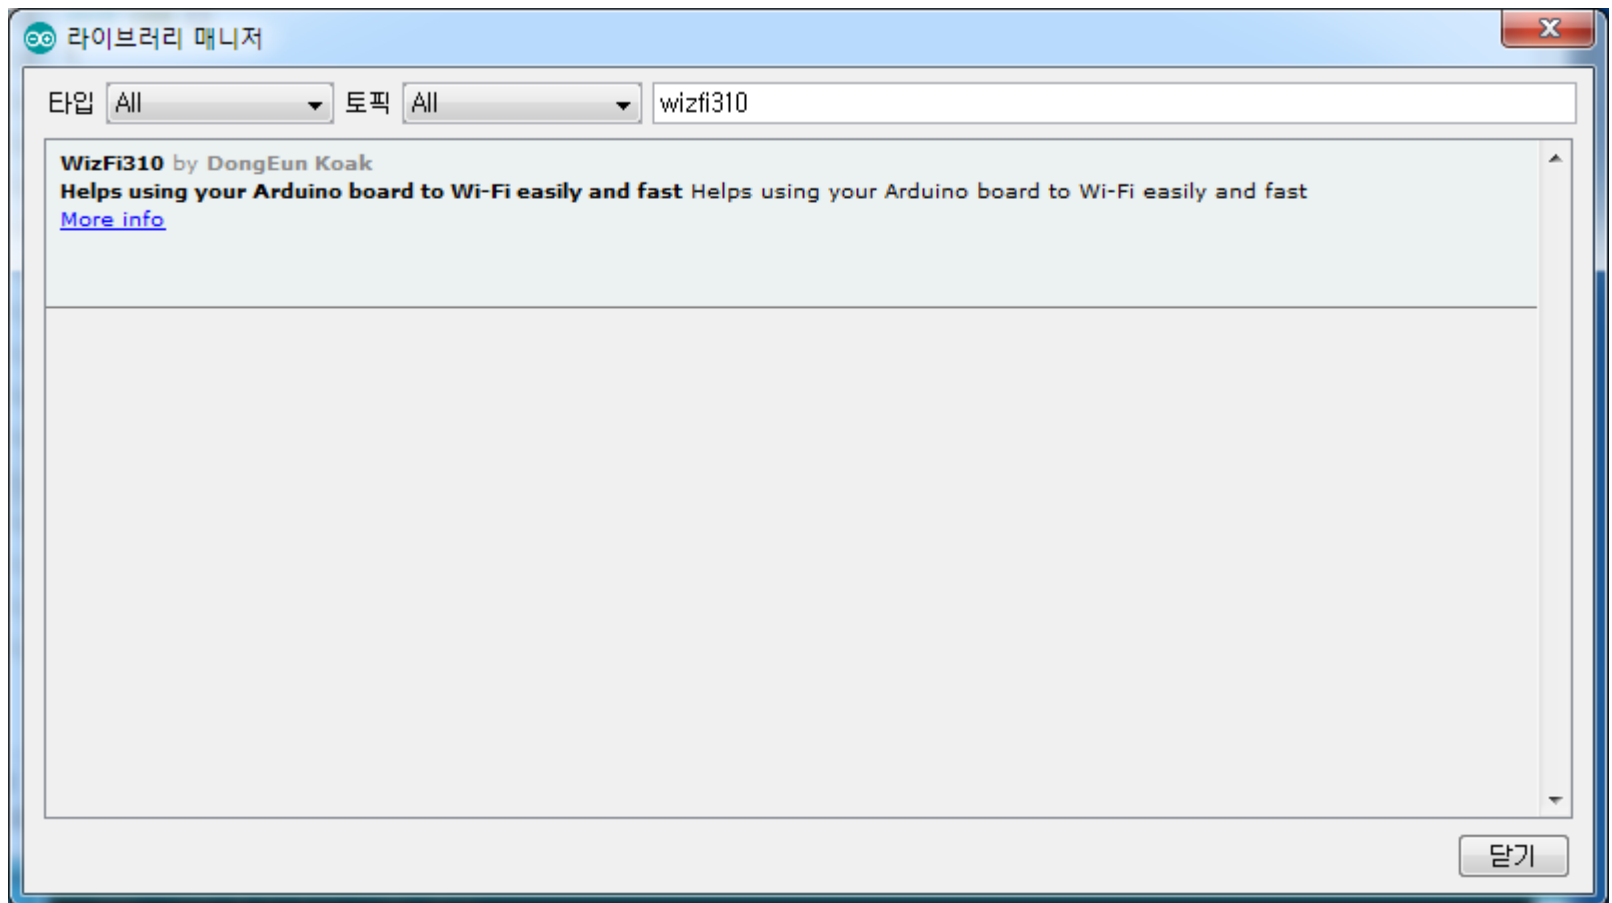 라이브러리 매니저
타입 All 토픽 All wizfi310
WizFi310 by DongEun Koak
Helps using your Arduino board to Wi-Fi easily and fast Helps using your Arduino board to Wi-Fi easily and fast
More info
닫기